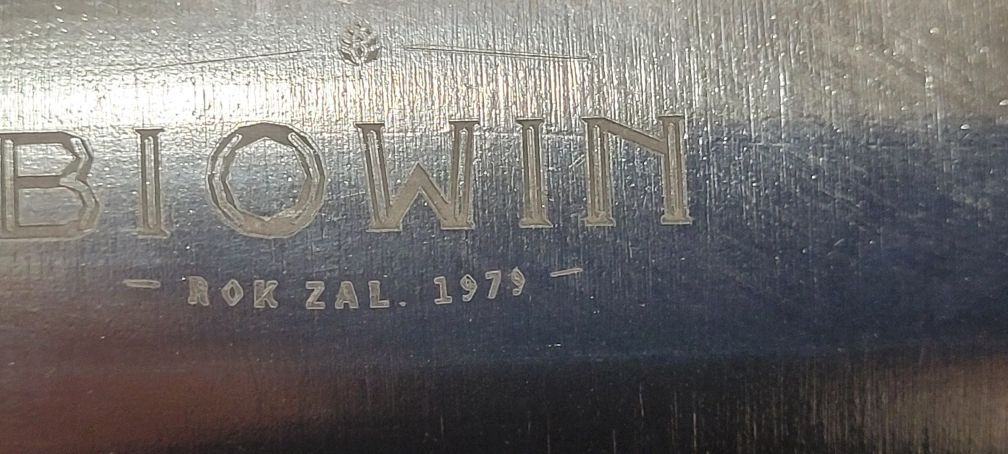 BIOWIN
— ROK ZAL. 1979 —